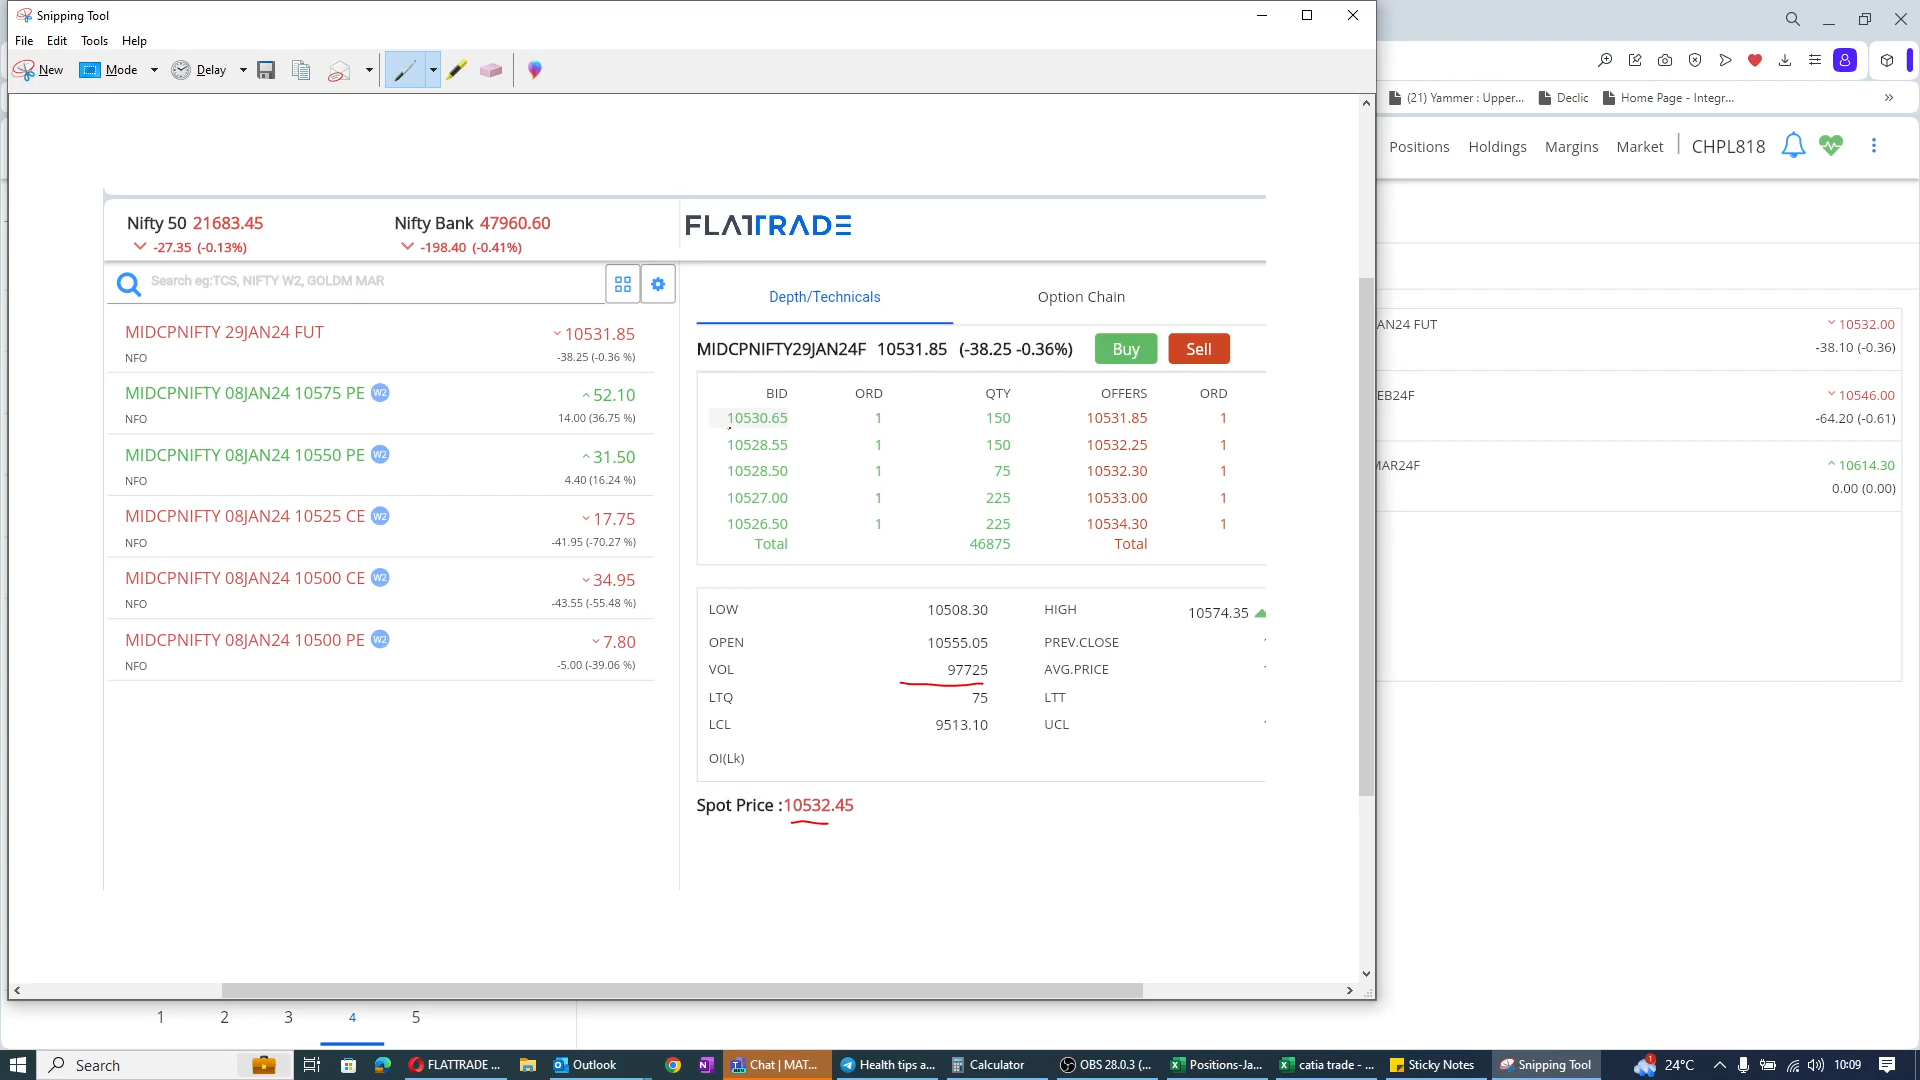 Snipping Tool
File Edit Tools Help
New Mode Delay
(21) Yammer : Upper... Declic Home Page - Integr... »
Positions Holdings Margins Market CHPL818
Nifty 50 21683.45 Nifty Bank 47960.60 FLATTRADE
-27.35 (-0.13%) -198.40 (-0.41%)
Search eg:TCS, NIFTY W2, GOLDM MAR
Depth/Technicals Option Chain
MIDCPNIFTY 29JAN24 FUT 10531.85
NFO -38.25 (-0.36 %)
MIDCPNIFTY 08JAN24 10575 PE W2 52.10
NFO 14.00 (36.75 %)
MIDCPNIFTY 08JAN24 10550 PE W2 31.50
NFO 4.40 (16.24 %)
MIDCPNIFTY 08JAN24 10525 CE W2 17.75
NFO -41.95 (-70.27 %)
MIDCPNIFTY 08JAN24 10500 CE W2 34.95
NFO -43.55 (-55.48 %)
MIDCPNIFTY 08JAN24 10500 PE W2 7.80
NFO -5.00 (-39.06 %)
MIDCPNIFTY29JAN24F 10531.85 (-38.25 -0.36%) Buy Sell
BID ORD QTY OFFERS ORD
10530.65 1 150 10531.85 1
10528.55 1 150 10532.25 1
10528.50 1 75 10532.30 1
10527.00 1 225 10533.00 1
10526.50 1 225 10534.30 1
Total 46875 Total
LOW 10508.30 HIGH 10574.35
OPEN 10555.05 PREV.CLOSE
VOL 97725 AVG.PRICE
LTQ 75 LTT
LCL 9513.10 UCL
OI(Lk)
Spot Price :10532.45
AN24 FUT 10532.00
-38.10 (-0.36)
EB24F 10546.00
-64.20 (-0.61)
MAR24F 10614.30
0.00 (0.00)
1 2 3 4 5
Search FLATTRADE ... Outlook Chat | MAT... Health tips a... Calculator OBS 28.0.3 (... Positions-Ja... catia trade - ... Sticky Notes Snipping Tool 1 24°C 10:09